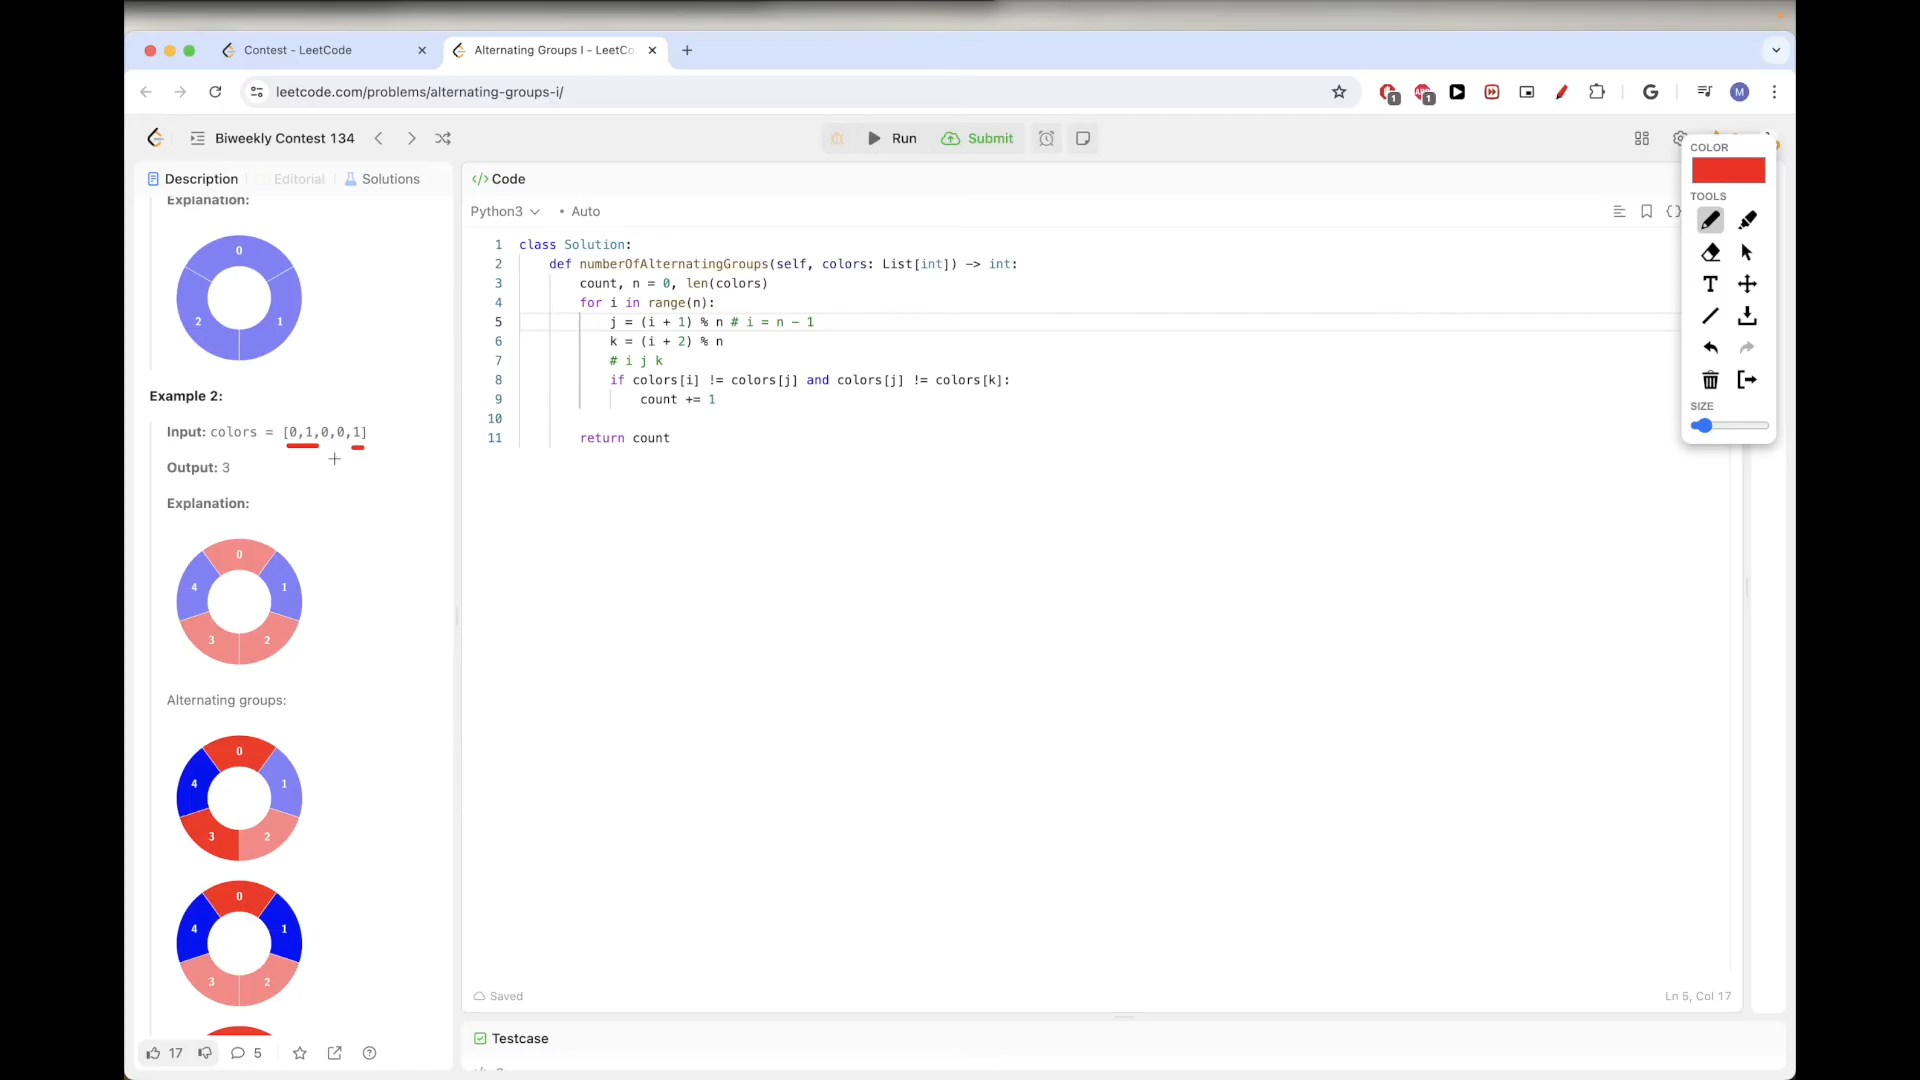 Contest - LeetCode
Alternating Groups I - LeetCo
leetcode.com/problems/alternating-groups-i/
1
1
G
M
Biweekly Contest 134
Run
Submit
Description
Editorial
Solutions
Explanation:
0
2
1
Example 2:
Input: colors = [0,1,0,0,1]
Output: 3
Explanation:
0
4
1
3
2
Alternating groups:
0
4
1
3
2
0
4
1
3
2
17
5
Code
Python3
Auto
1 class Solution:
2 def numberOfAlternatingGroups(self, colors: List[int]) -> int:
3 count, n = 0, len(colors)
4 for i in range(n):
5 j = (i + 1) % n # i = n - 1
6 k = (i + 2) % n
7 # i j k
8 if colors[i] != colors[j] and colors[j] != colors[k]:
9 count += 1
10
11 return count
Saved
Ln 5, Col 17
Testcase
COLOR
TOOLS
T
SIZE